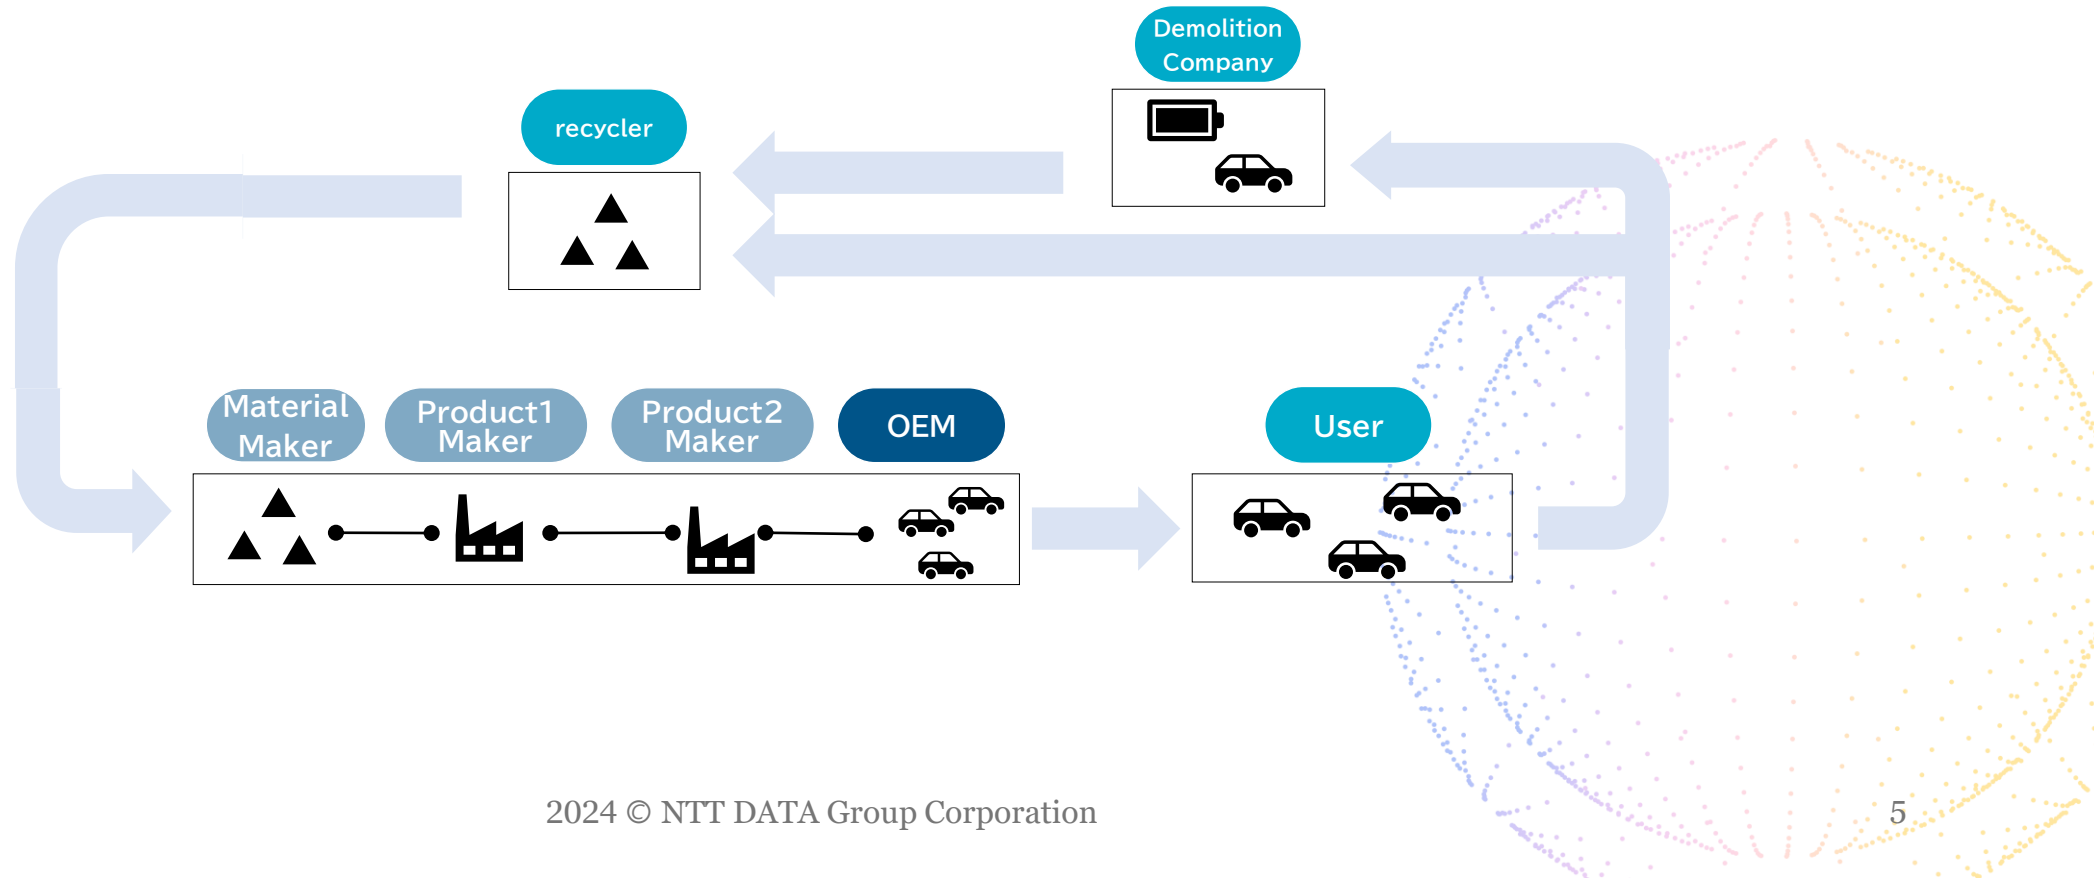 Demolition
Company
recycler
Material
Maker
Product1
Maker
Product2
Maker
OEM
User
2024 © NTT DATA Group Corporation
5